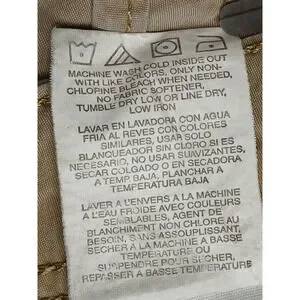 MACHINE WASH COLD INSIDE OUT
WITH LIKE COLORS, ONLY NON-
CHLORINE BLEACH WHEN NEEDED,
NO FABRIC SOFTENER,
TUMBLE DRY LOW OR LINE DRY,
LOW IRON
LAVAR EN LAVADORA CON AGUA
FRIA AL REVES CON COLORES
SIMILARES, USAR SOLO
BLANQUEADOR SIN CLORO SI ES
NECESARIO, NO USAR SUAVIZANTES,
SECAR COLGADO O EN SECADORA
A TEMP BAJA, PLANCHAR A
TEMPERATURA BAJA
LAVER A L'ENVERS A LA MACHINE
A L'EAU FROIDE AVEC COULEURS
SEMBLABLES, AGENT DE
BLANCHIMENT NON CHLORE AU
BESOIN, SANS ASSOUPLISSANT,
SECHER A LA MACHINE A BASSE
TEMPERATURE OU
SUSPENDRE POUR SECHER,
REPASSER A BASSE TEMPERATURE